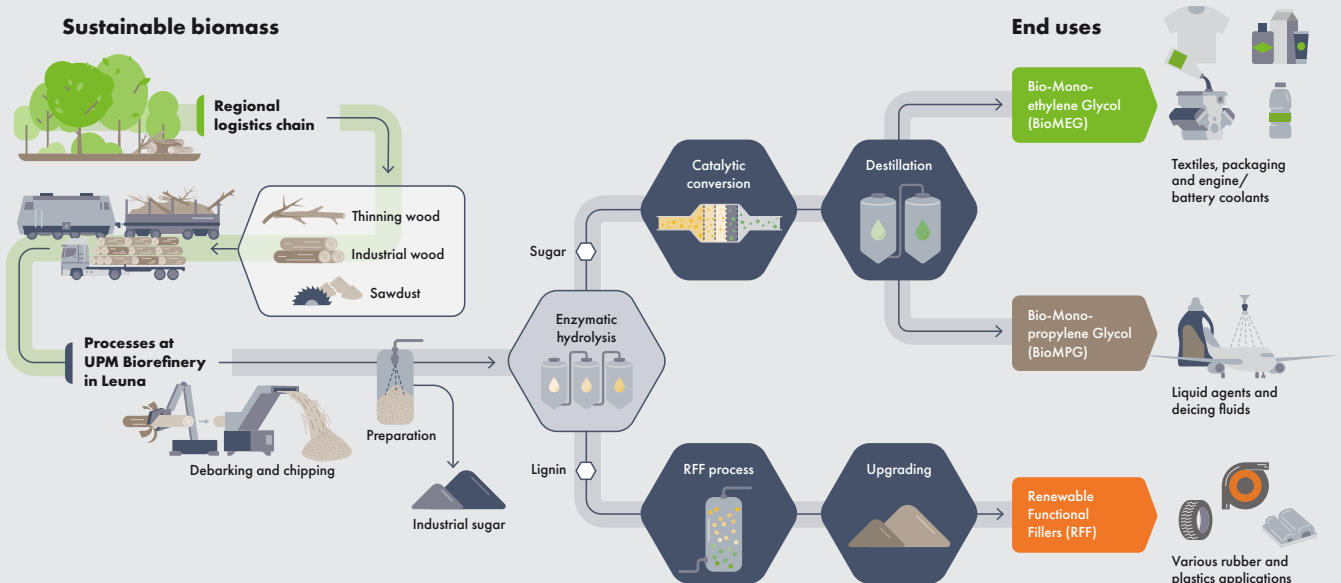 Sustainable biomass
Regional
logistics chain
Thinning wood
Industrial wood
Sawdust
Processes at
UPM Biorefinery
in Leuna
Debarking and chipping
Preparation
Industrial sugar
Enzymatic
hydrolysis
Sugar
Lignin
Catalytic
conversion
Destillation
RFF process
Upgrading
End uses
Bio-Mono-
ethylene Glycol
(BioMEG)
Textiles, packaging
and engine/
battery coolants
Bio-Mono-
propylene Glycol
(BioMPG)
Liquid agents and
deicing fluids
Renewable
Functional
Fillers (RFF)
Various rubber and
plastics applications